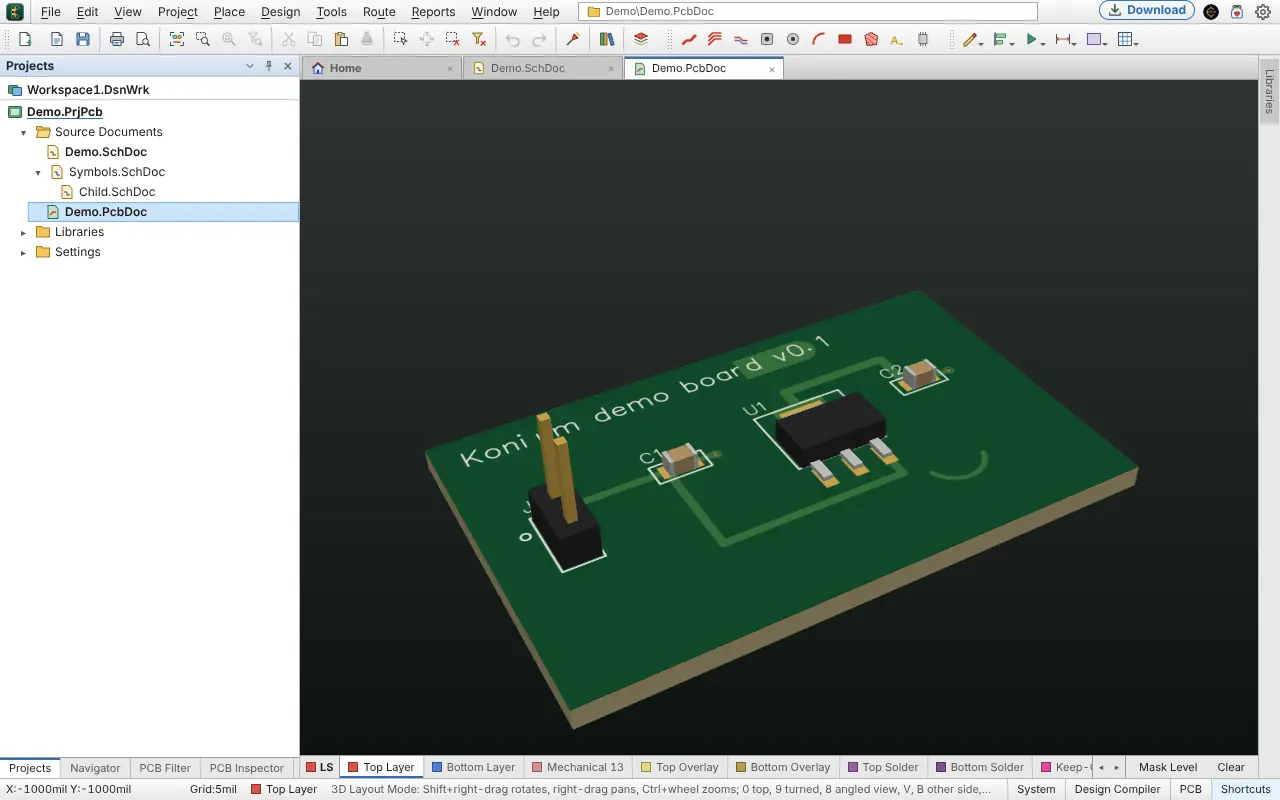 File Edit View Project Place Design Tools Route Reports Window Help Demo/Demo.PcbDoc Download
Projects
Home Demo.SchDoc Demo.PcbDoc
Libraries
Workspace1.DsnWrk
Demo.PrjPcb
Source Documents
Demo.SchDoc
Symbols.SchDoc
Child.SchDoc
Demo.PcbDoc
Libraries
Settings
demo board v0.1
C2
U1
C1
Projects Navigator PCB Filter PCB Inspector
LS Top Layer Bottom Layer Mechanical 13 Top Overlay Bottom Overlay Top Solder Bottom Solder Keep- Mask Level Clear
X:-1000mil Y:-1000mil Grid:5mil Top Layer 3D Layout Mode: Shift+right-drag rotates, right-drag pans, Ctrl+wheel zooms; 0 top, 9 turned, 8 angled view, V, B other side,... System Design Compiler PCB Shortcuts